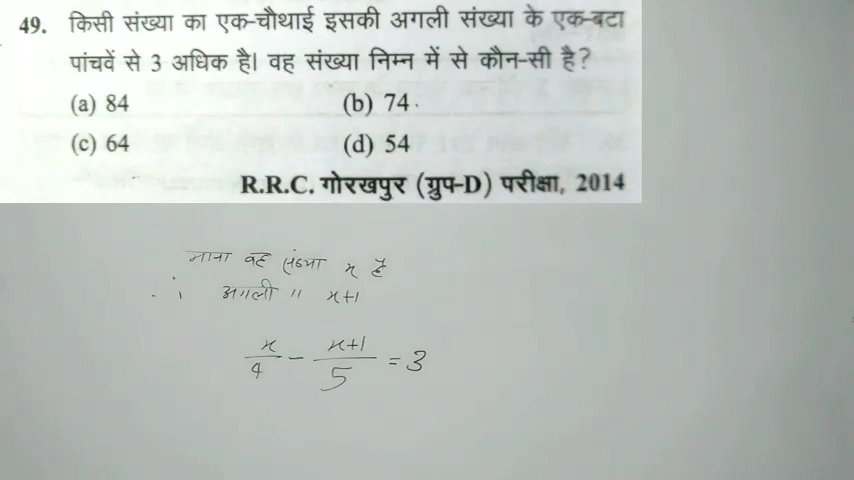 49. किसी संख्या का एक-चौथाई इसकी अगली संख्या के एक-बटा
पांचवें से 3 अधिक है। वह संख्या निम्न में से कौन-सी है?
(a) 84 (b) 74
(c) 64 (d) 54
R.R.C. गोरखपुर (ग्रुप-D) परीक्षा, 2014
माना वह संख्या x है
∴ अगली " x+1
x/4 - x+1/5 = 3